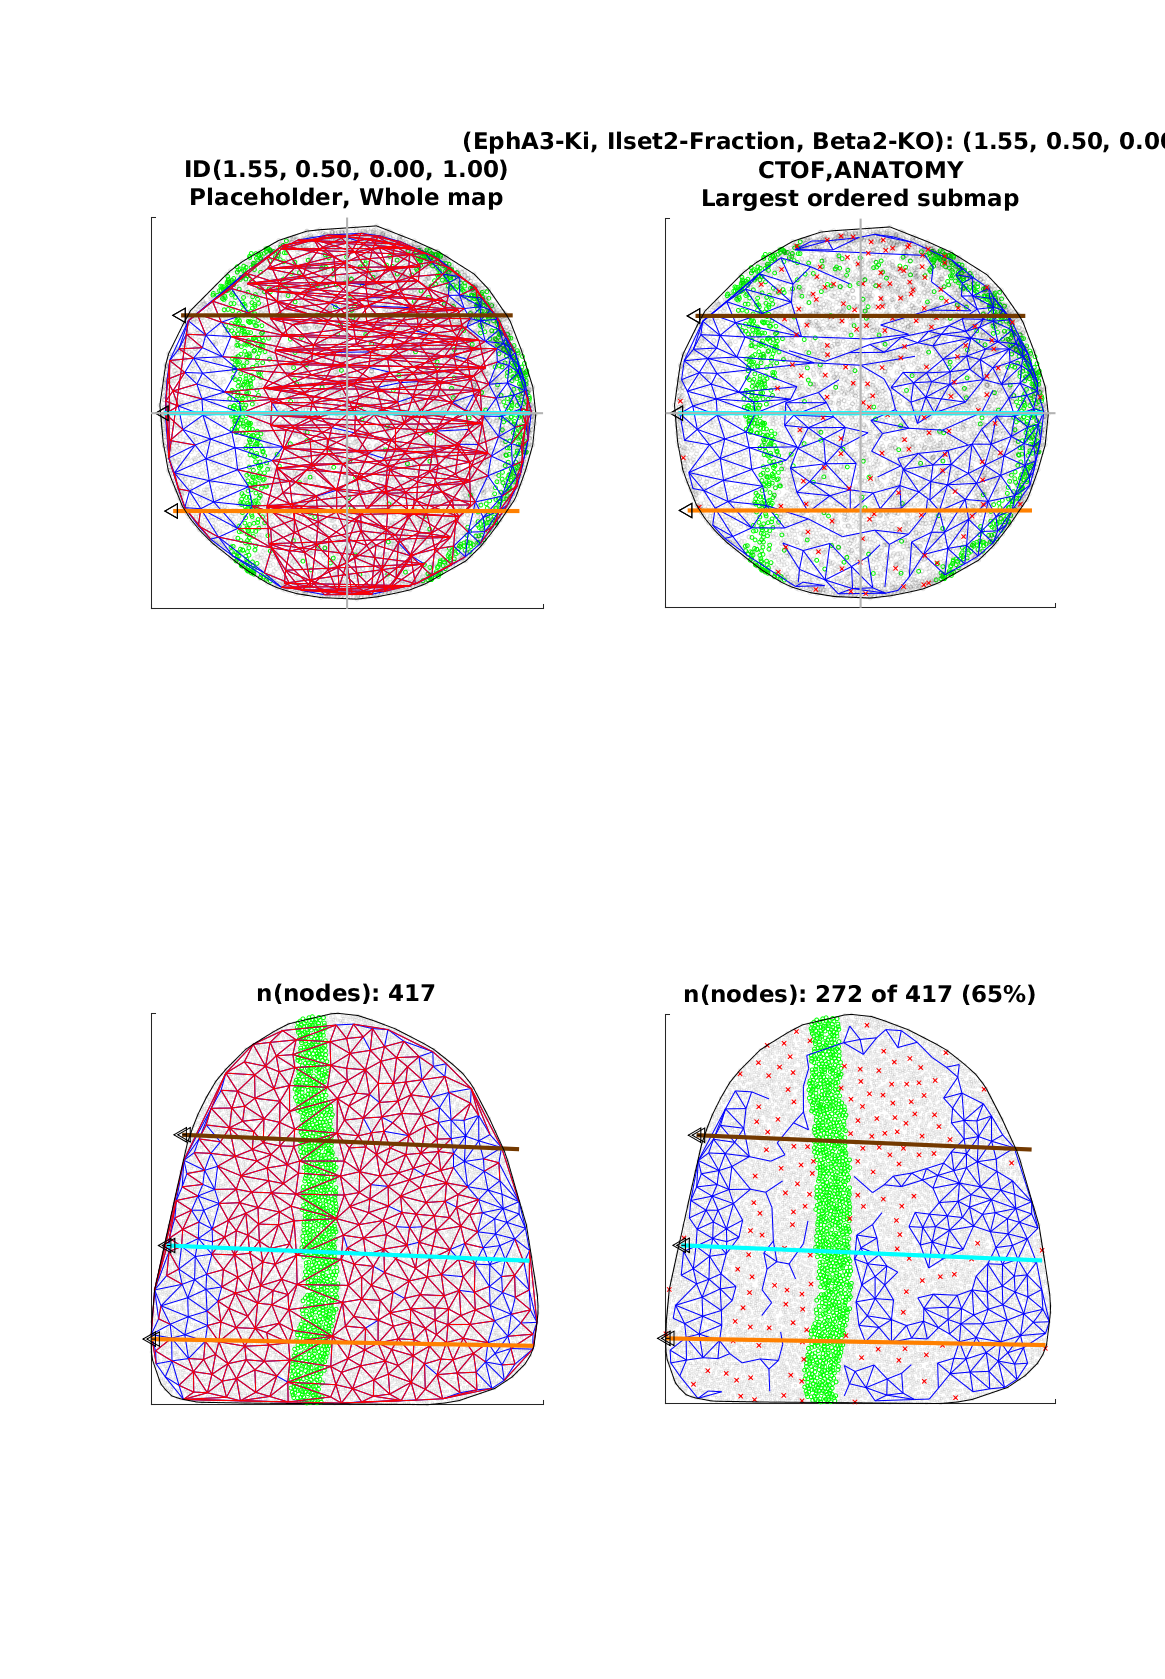 (EphA3-Ki, Ilset2-Fraction, Beta2-KO): (1.55, 0.50, 0.00
ID(1.55, 0.50, 0.00, 1.00)
Placeholder, Whole map
CTOF,ANATOMY
Largest ordered submap
n(nodes): 417
n(nodes): 272 of 417 (65%)